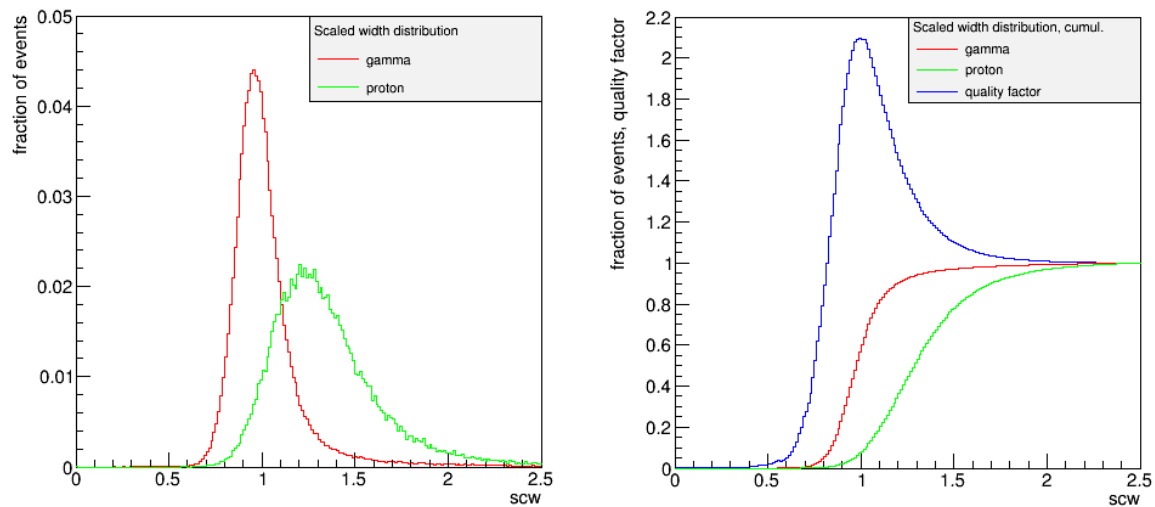 Scaled width distribution
gamma
proton
fraction of events
0.05
0.04
0.03
0.02
0.01
0
0 0.5 1 1.5 2 2.5
scw
Scaled width distribution, cumul.
gamma
proton
quality factor
fraction of events, quality factor
2.2
2
1.8
1.6
1.4
1.2
1
0.8
0.6
0.4
0.2
0
0 0.5 1 1.5 2 2.5
scw